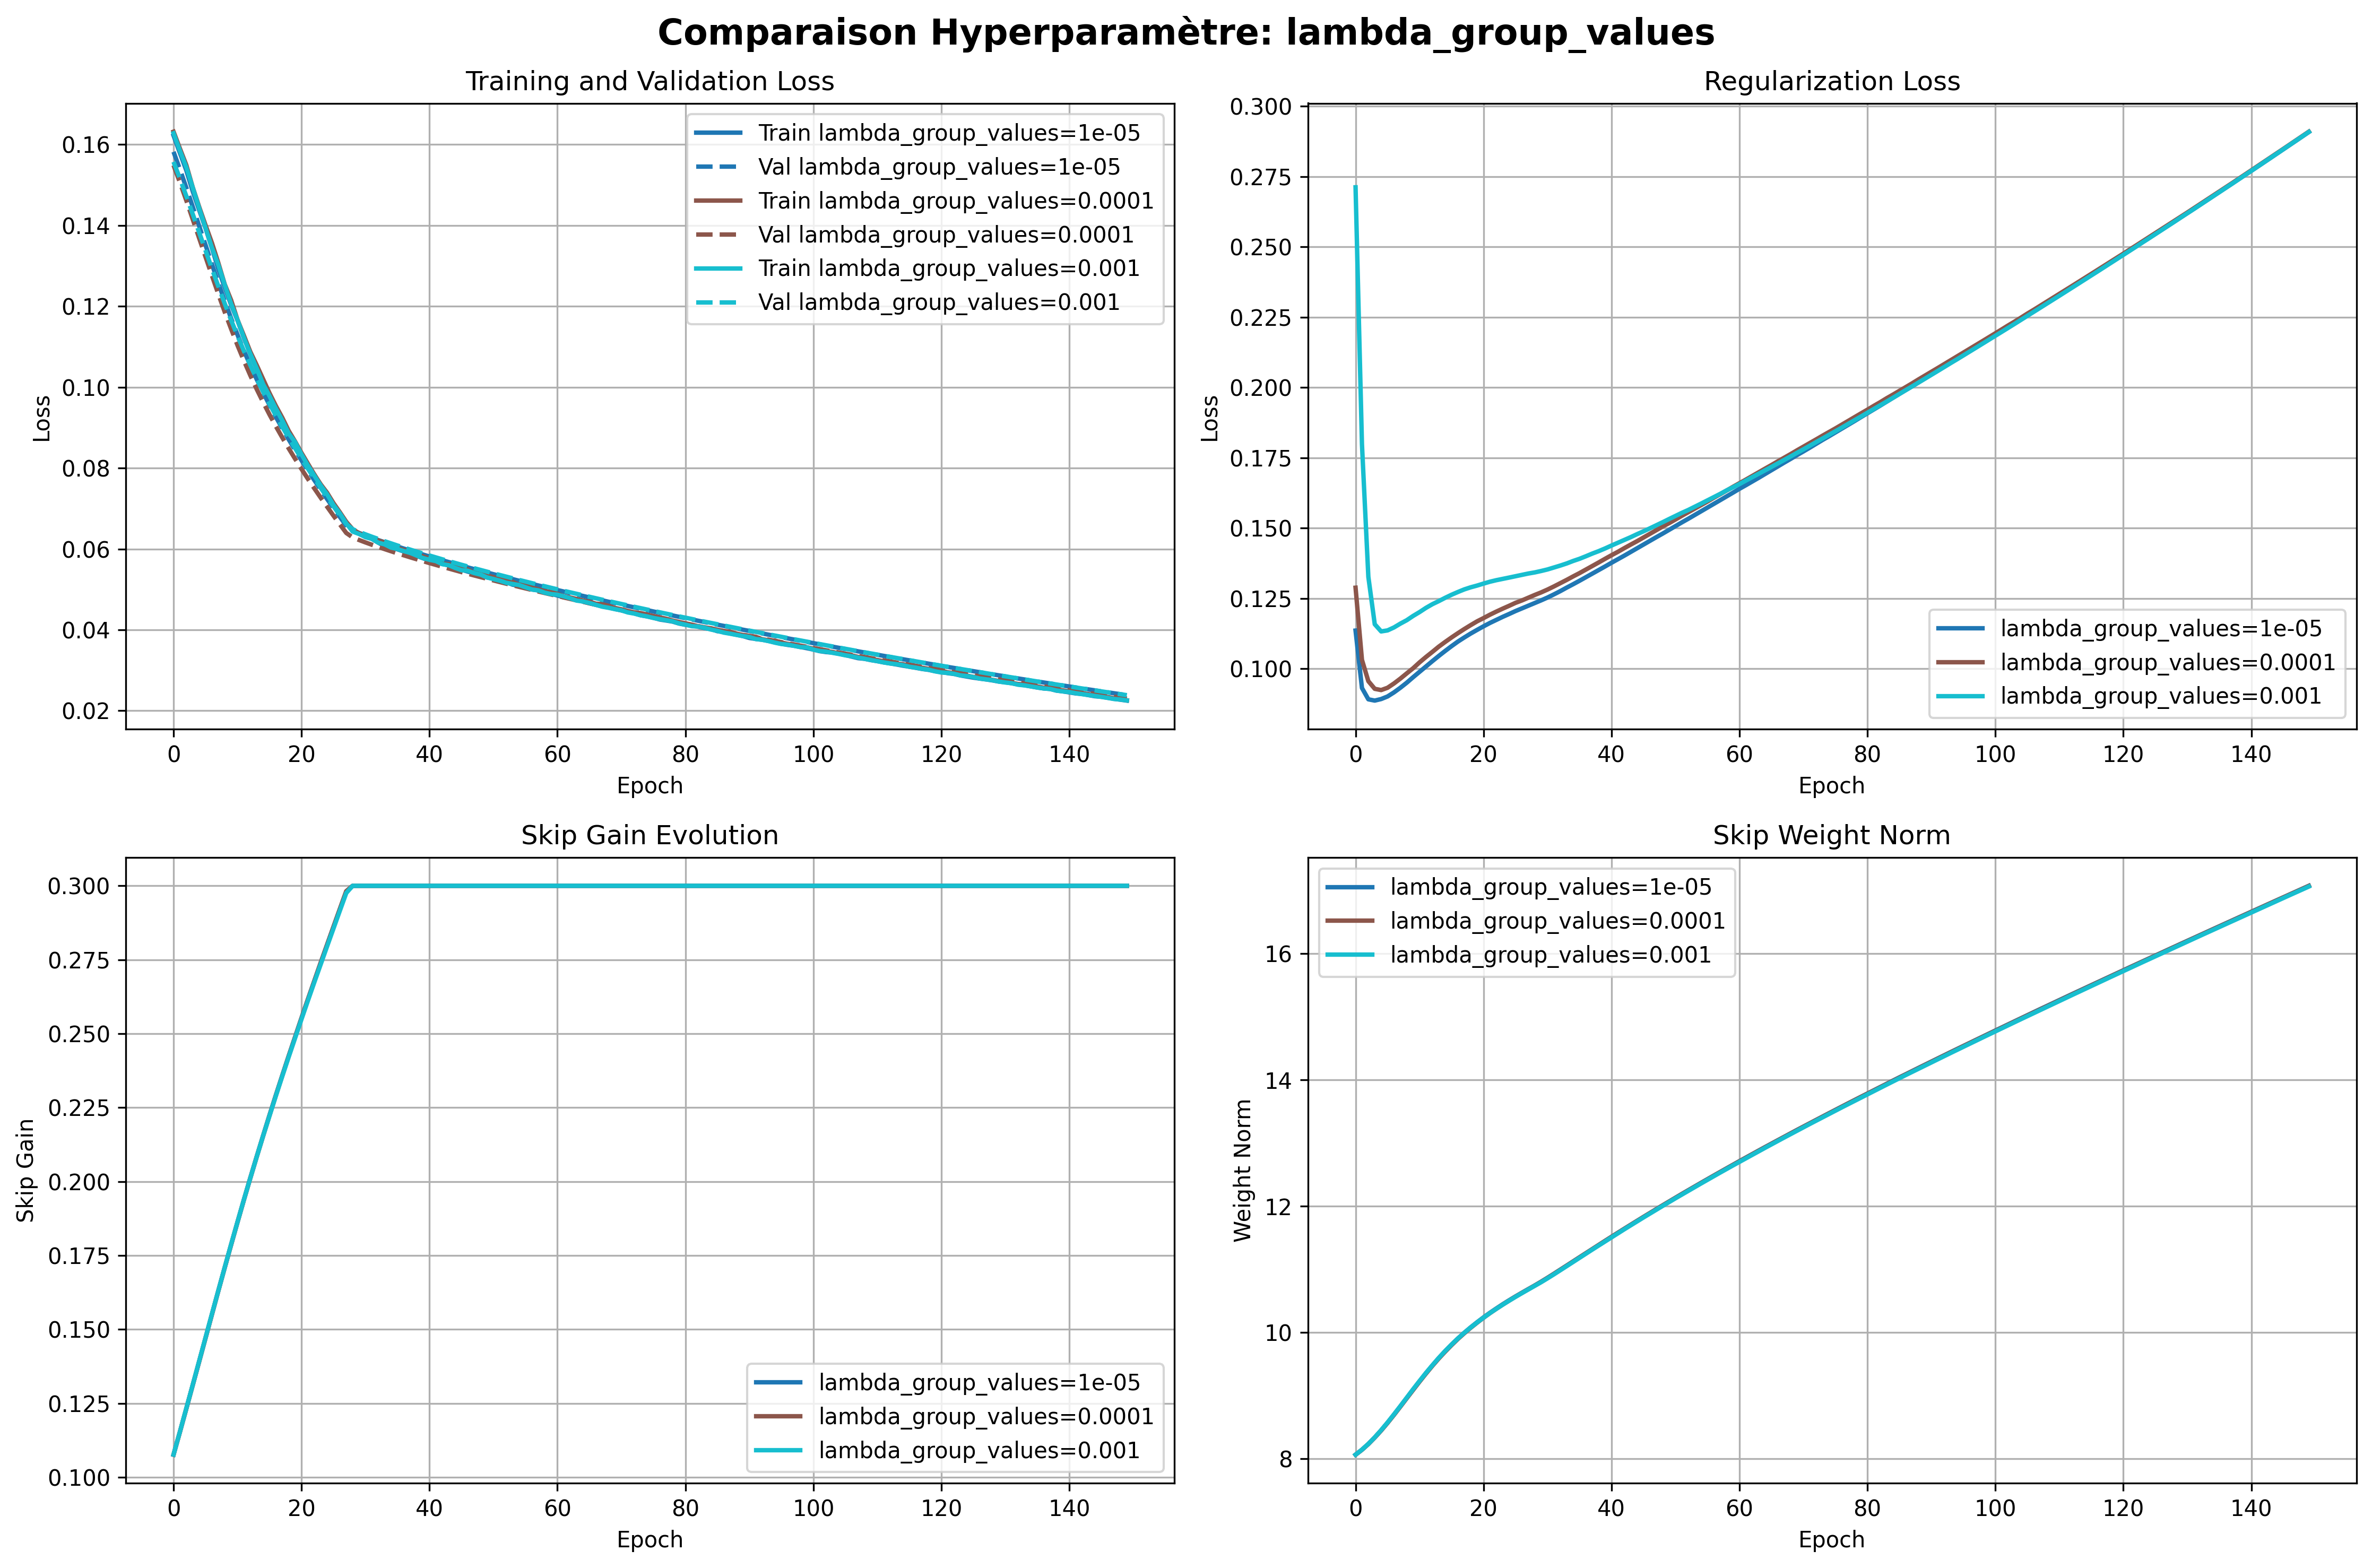 Comparaison Hyperparamètre: lambda_group_values
Training and Validation Loss
0.16
0.14
0.12
0.10
0.08
0.06
0.04
0.02
Loss
0
20
40
60
80
100
120
140
Epoch
Train lambda_group_values=1e-05
Val lambda_group_values=1e-05
Train lambda_group_values=0.0001
Val lambda_group_values=0.0001
Train lambda_group_values=0.001
Val lambda_group_values=0.001
Regularization Loss
0.300
0.275
0.250
0.225
0.200
0.175
0.150
0.125
0.100
Loss
0
20
40
60
80
100
120
140
Epoch
lambda_group_values=1e-05
lambda_group_values=0.0001
lambda_group_values=0.001
Skip Gain Evolution
0.300
0.275
0.250
0.225
0.200
0.175
0.150
0.125
0.100
Skip Gain
0
20
40
60
80
100
120
140
Epoch
lambda_group_values=1e-05
lambda_group_values=0.0001
lambda_group_values=0.001
Skip Weight Norm
16
14
12
10
8
Weight Norm
0
20
40
60
80
100
120
140
Epoch
lambda_group_values=1e-05
lambda_group_values=0.0001
lambda_group_values=0.001